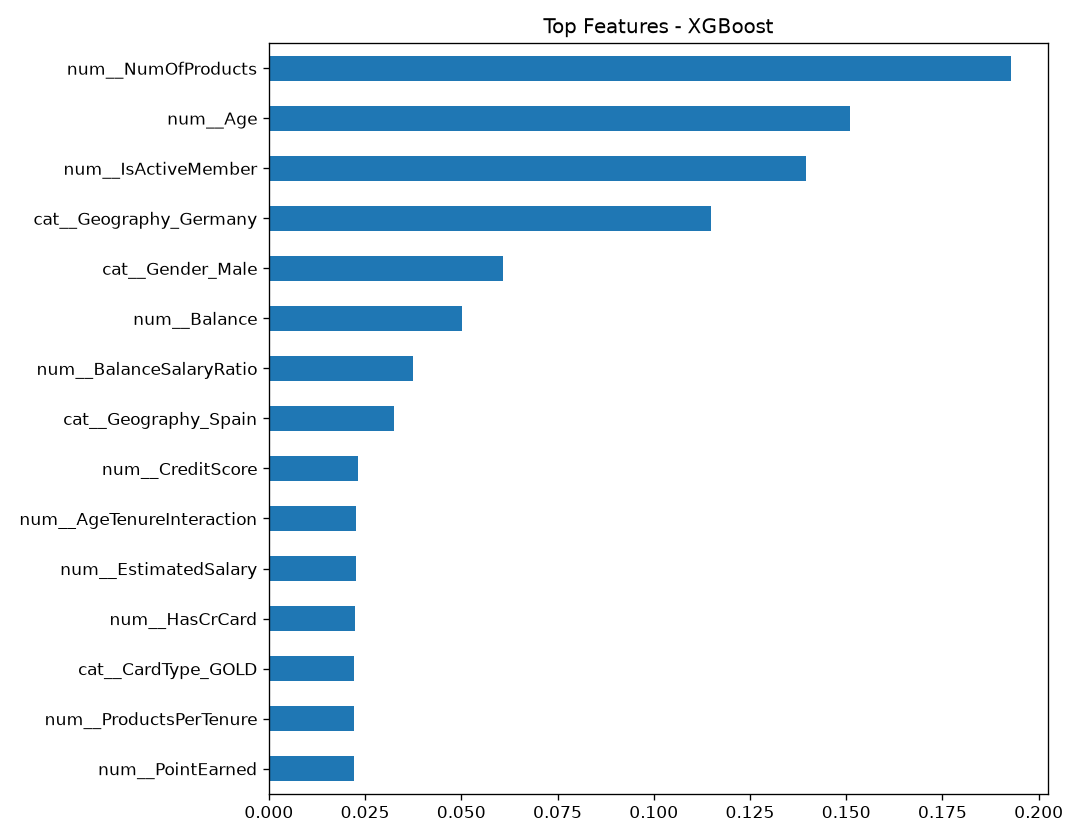 Top Features - XGBoost
num__NumOfProducts
num__Age
num__IsActiveMember
cat__Geography_Germany
cat__Gender_Male
num__Balance
num__BalanceSalaryRatio
cat__Geography_Spain
num__CreditScore
num__AgeTenureInteraction
num__EstimatedSalary
num__HasCrCard
cat__CardType_GOLD
num__ProductsPerTenure
num__PointEarned
0.000 0.025 0.050 0.075 0.100 0.125 0.150 0.175 0.200